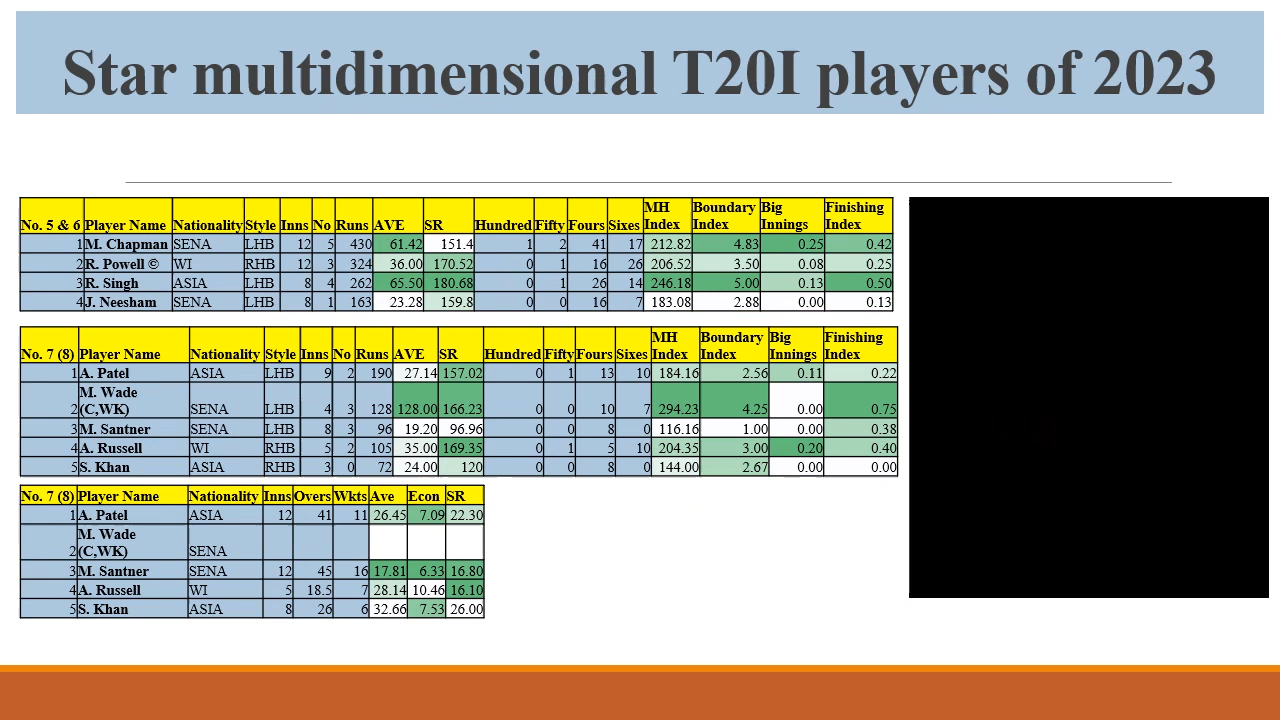 Star multidimensional T20I players of 2023
No. 5 & 6 Player Name Nationality Style Inns No Runs AVE SR Hundred Fifty Fours Sixes MH Index Boundary Index Big Innings Finishing Index
1 M. Chapman SENA LHB 12 5 430 61.42 151.4 1 2 41 17 212.82 4.83 0.25 0.42
2 R. Powell © WI RHB 12 3 324 36.00 170.52 0 1 16 26 206.52 3.50 0.08 0.25
3 R. Singh ASIA LHB 8 4 262 65.50 180.68 0 1 26 14 246.18 5.00 0.13 0.50
4 J. Neesham SENA LHB 8 1 163 23.28 159.8 0 0 16 7 183.08 2.88 0.00 0.13
No. 7 (8) Player Name Nationality Style Inns No Runs AVE SR Hundred Fifty Fours Sixes MH Index Boundary Index Big Innings Finishing Index
1 A. Patel ASIA LHB 9 2 190 27.14 157.02 0 1 13 10 184.16 2.56 0.11 0.22
2 M. Wade (C,WK) SENA LHB 4 3 128 128.00 166.23 0 0 10 7 294.23 4.25 0.00 0.75
3 M. Santner SENA LHB 8 3 96 19.20 96.96 0 0 8 0 116.16 1.00 0.00 0.38
4 A. Russell WI RHB 5 2 105 35.00 169.35 0 1 5 10 204.35 3.00 0.20 0.40
5 S. Khan ASIA RHB 3 0 72 24.00 120 0 0 8 0 144.00 2.67 0.00 0.00
No. 7 (8) Player Name Nationality Inns Overs Wkts Ave Econ SR
1 A. Patel ASIA 12 41 11 26.45 7.09 22.30
2 M. Wade (C,WK) SENA
3 M. Santner SENA 12 45 16 17.81 6.33 16.80
4 A. Russell WI 5 18.5 7 28.14 10.46 16.10
5 S. Khan ASIA 8 26 6 32.66 7.53 26.00